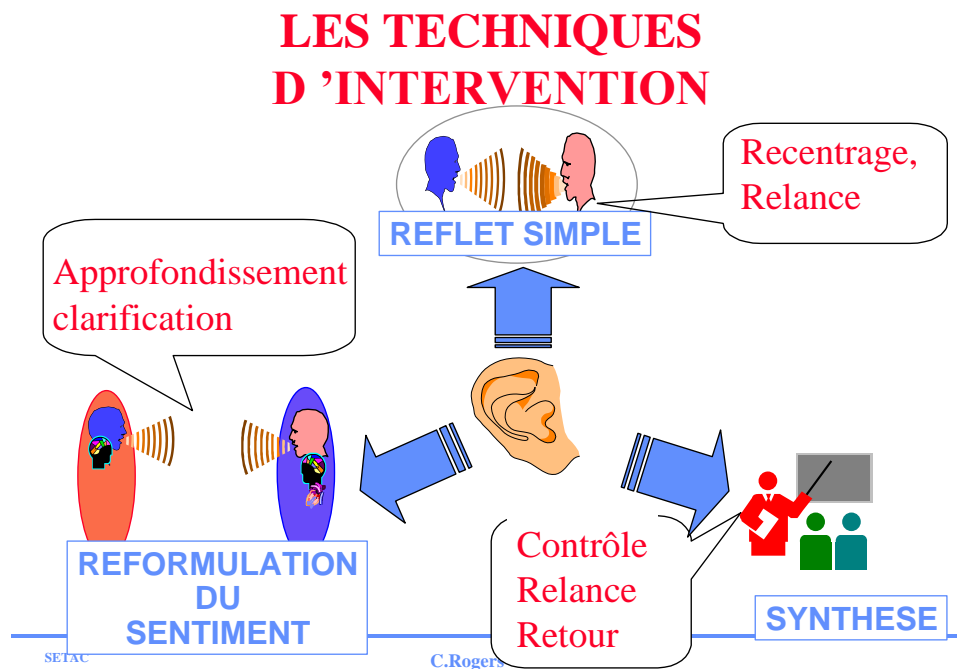 LES TECHNIQUES
D ’INTERVENTION
Recentrage,
Relance
REFLET SIMPLE
Approfondissement
clarification
REFORMULATION
DU
SENTIMENT
Contrôle
Relance
Retour
SYNTHESE
SETAC
C.Rogers